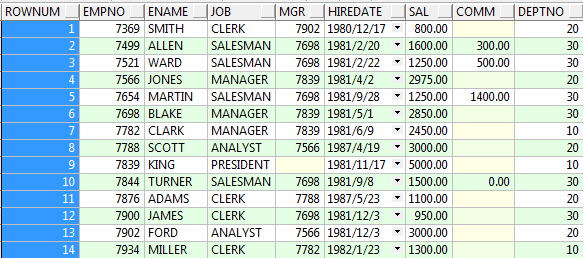 ROWNUM EMPNO ENAME JOB MGR HIREDATE SAL COMM DEPTNO
1 7369 SMITH CLERK 7902 1980/12/17 800.00 20
2 7499 ALLEN SALESMAN 7698 1981/2/20 1600.00 300.00 30
3 7521 WARD SALESMAN 7698 1981/2/22 1250.00 500.00 30
4 7566 JONES MANAGER 7839 1981/4/2 2975.00 20
5 7654 MARTIN SALESMAN 7698 1981/9/28 1250.00 1400.00 30
6 7698 BLAKE MANAGER 7839 1981/5/1 2850.00 30
7 7782 CLARK MANAGER 7839 1981/6/9 2450.00 10
8 7788 SCOTT ANALYST 7566 1987/4/19 3000.00 20
9 7839 KING PRESIDENT 1981/11/17 5000.00 10
10 7844 TURNER SALESMAN 7698 1981/9/8 1500.00 0.00 30
11 7876 ADAMS CLERK 7788 1987/5/23 1100.00 20
12 7900 JAMES CLERK 7698 1981/12/3 950.00 30
13 7902 FORD ANALYST 7566 1981/12/3 3000.00 20
14 7934 MILLER CLERK 7782 1982/1/23 1300.00 10